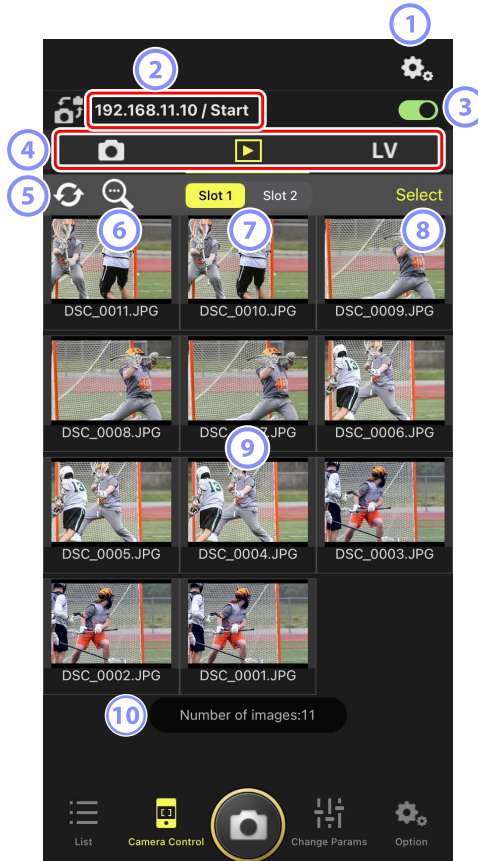 1
2
192.168.11.10 / Start
3
4
LV
5
Slot 1
Slot 2
Select
6
7
8
DSC_0011.JPG
DSC_0010.JPG
DSC_0009.JPG
DSC_0008.JPG
DSC_0007.JPG
DSC_0006.JPG
9
DSC_0005.JPG
DSC_0004.JPG
DSC_0003.JPG
DSC_0002.JPG
DSC_0001.JPG
10
Number of images:11
List
Camera Control
Change Params
Option